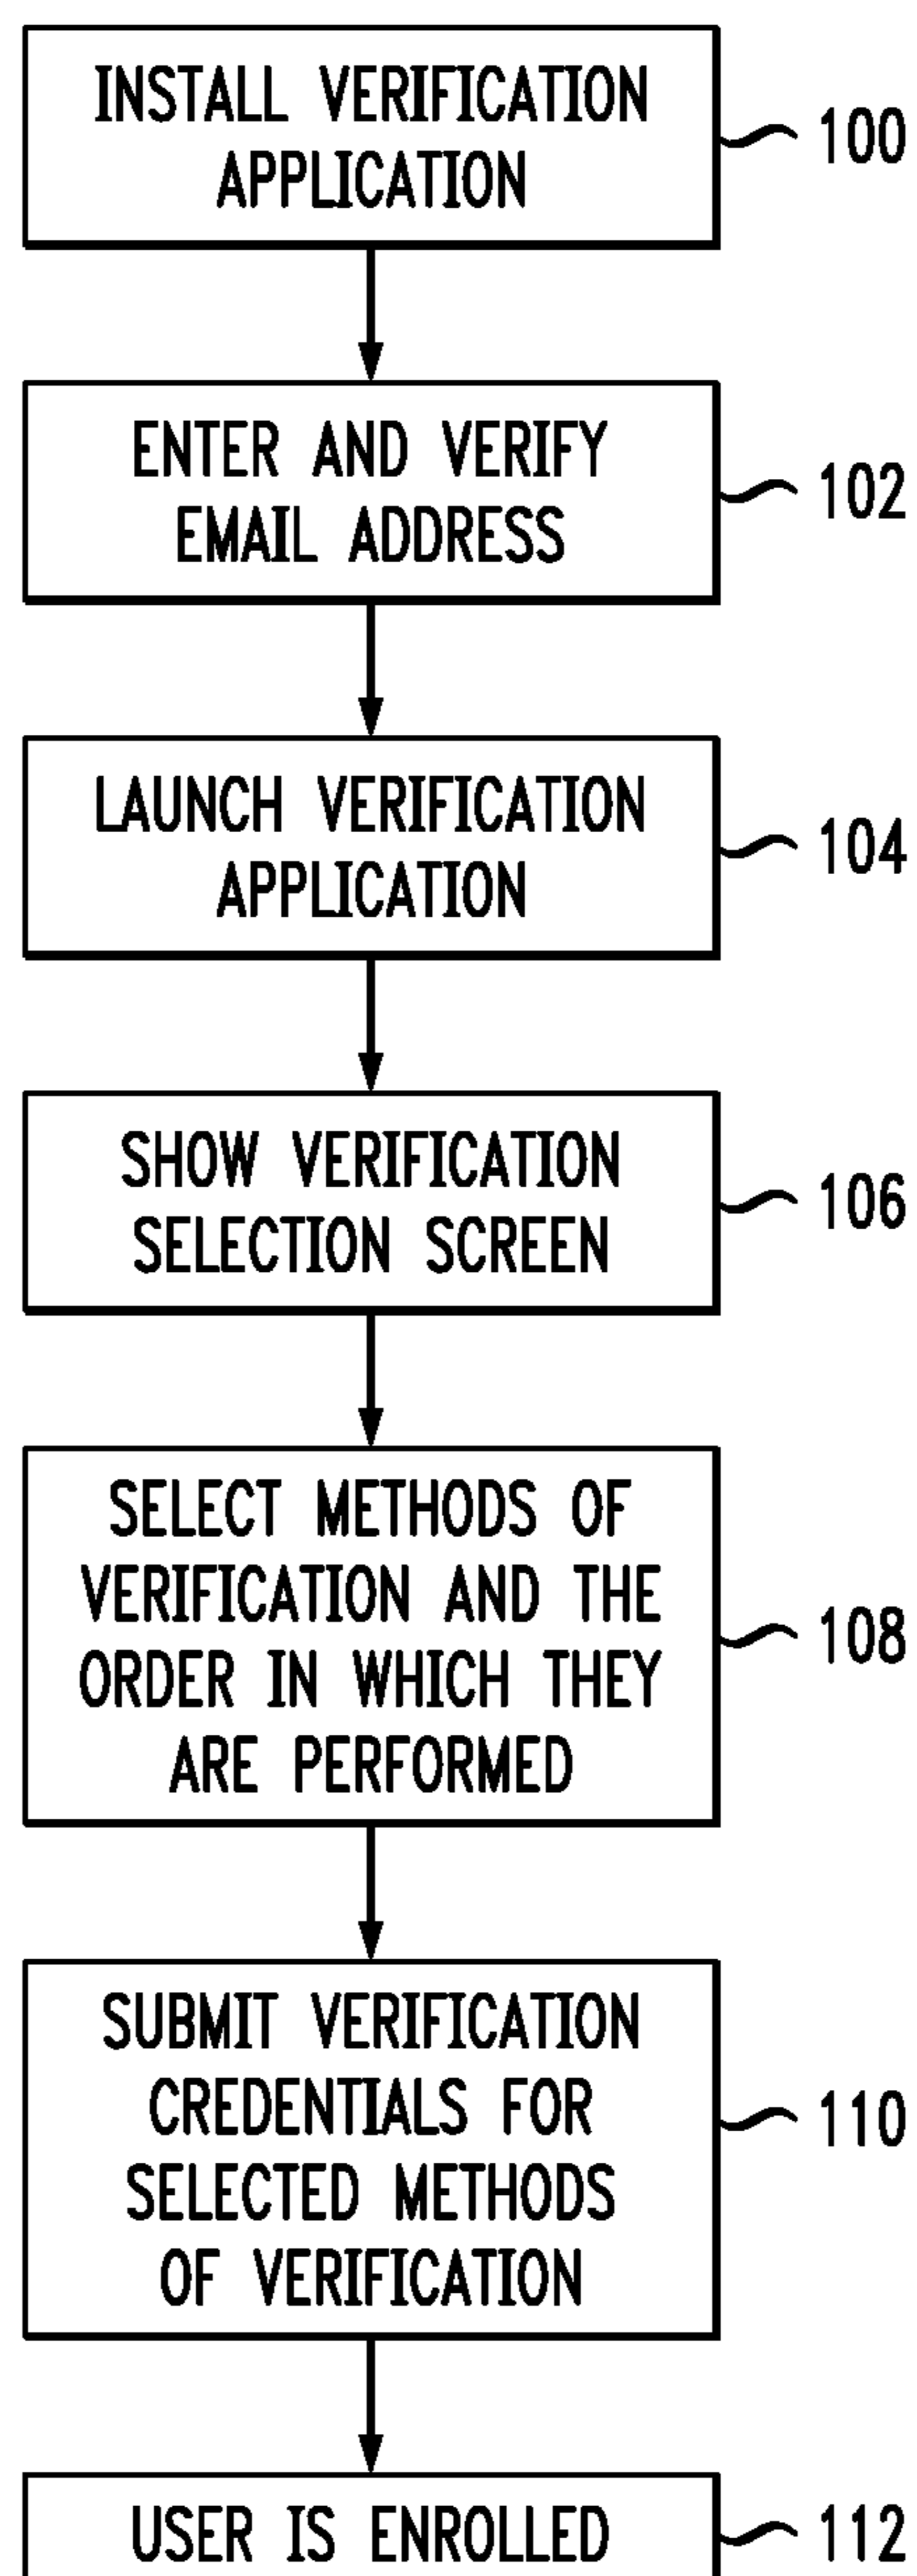 INSTALL VERIFICATION
APPLICATION
100
ENTER AND VERIFY
EMAIL ADDRESS
102
LAUNCH VERIFICATION
APPLICATION
104
SHOW VERIFICATION
SELECTION SCREEN
106
SELECT METHODS OF
VERIFICATION AND THE
ORDER IN WHICH THEY
ARE PERFORMED
108
SUBMIT VERIFICATION
CREDENTIALS FOR
SELECTED METHODS
OF VERIFICATION
110
USER IS ENROLLED
112